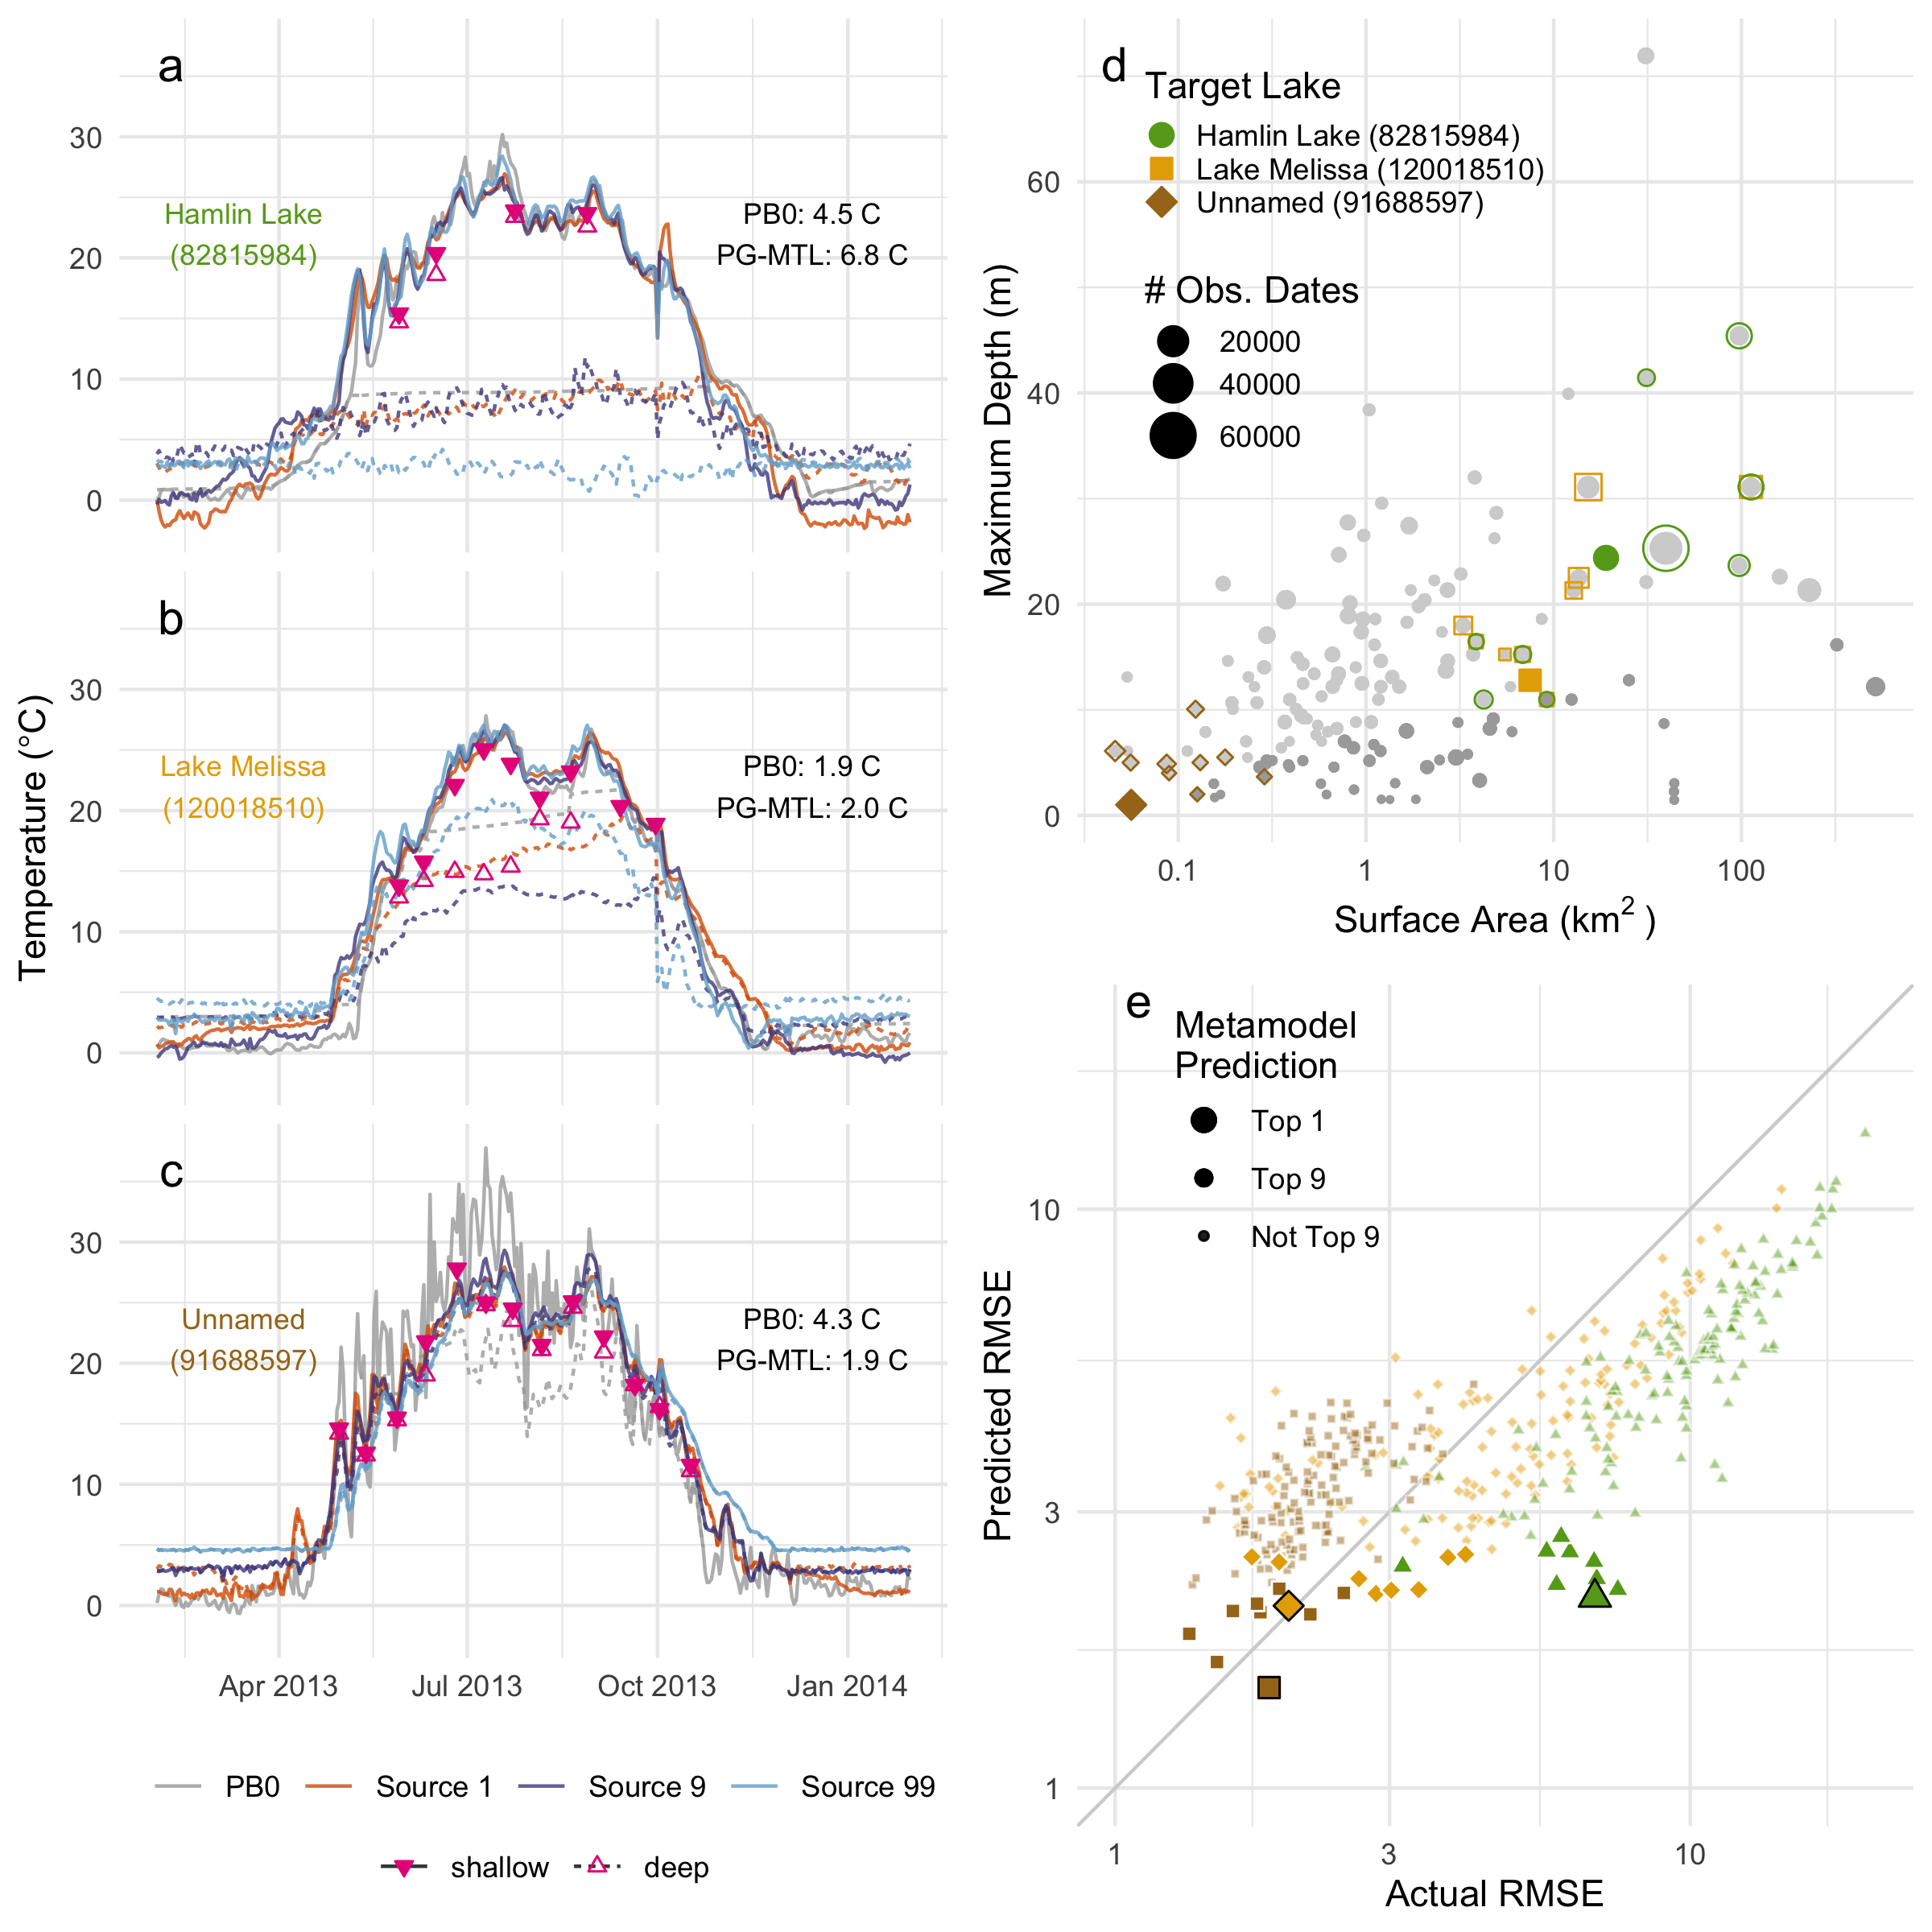 a
30
20
10
0
Hamlin Lake
(82815984)
PB0: 4.5 C
PG-MTL: 6.8 C
b
30
20
10
0
Lake Melissa
(120018510)
PB0: 1.9 C
PG-MTL: 2.0 C
c
30
20
10
0
Unnamed
(91688597)
PB0: 4.3 C
PG-MTL: 1.9 C
Temperature (°C)
Apr 2013 Jul 2013 Oct 2013 Jan 2014
PB0 Source 1 Source 9 Source 99
shallow deep
d
Target Lake
Hamlin Lake (82815984)
Lake Melissa (120018510)
Unnamed (91688597)
# Obs. Dates
20000
40000
60000
Maximum Depth (m)
60
40
20
0
0.1 1 10 100
Surface Area (km2 )
e
Metamodel
Prediction
Top 1
Top 9
Not Top 9
Predicted RMSE
10
3
1
1 3 10
Actual RMSE